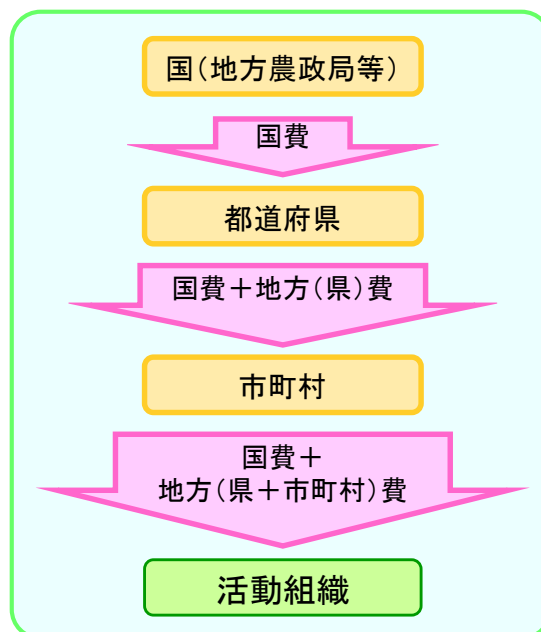 国(地方農政局等)
国費
都道府県
国費＋地方(県)費
市町村
国費＋
地方(県＋市町村)費
活動組織